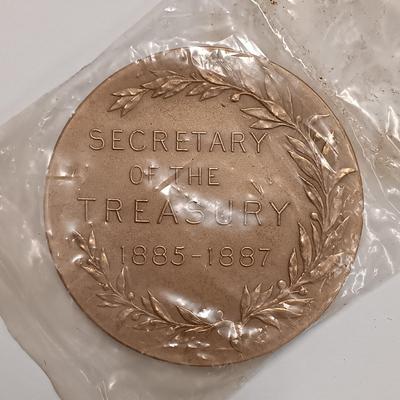 SECRETARY
OF THE
TREASURY
1885-1887